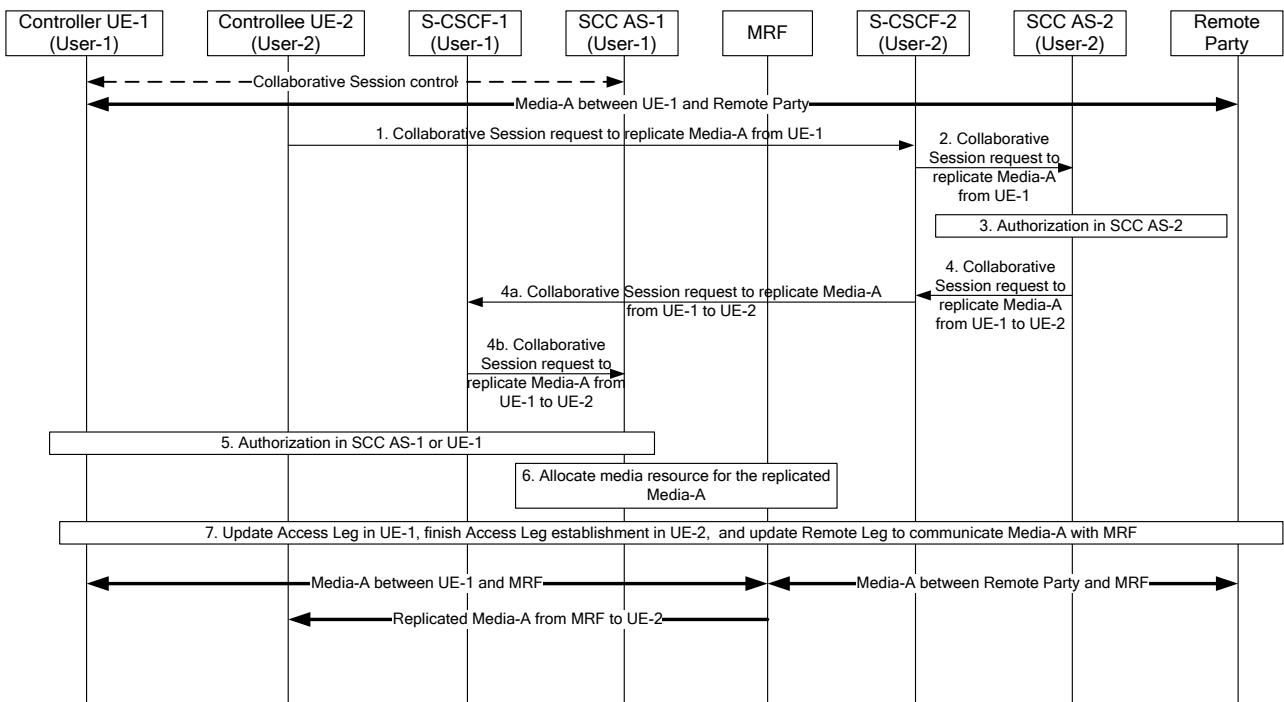 Controller UE-1
(User-1)
Controllee UE-2
(User-2)
S-CSCF-1
(User-1)
SCC AS-1
(User-1)
MRF
S-CSCF-2
(User-2)
SCC AS-2
(User-2)
Remote
Party
Collaborative Session control
Media-A between UE-1 and Remote Party
1. Collaborative Session request to replicate Media-A from UE-1
2. Collaborative
Session request to
replicate Media-A
from UE-1
3. Authorization in SCC AS-2
4. Collaborative
Session request to
replicate Media-A
from UE-1 to UE-2
4a. Collaborative Session request to replicate Media-A
from UE-1 to UE-2
4b. Collaborative
Session request to
replicate Media-A from
UE-1 to UE-2
5. Authorization in SCC AS-1 or UE-1
6. Allocate media resource for the replicated
Media-A
7. Update Access Leg in UE-1, finish Access Leg establishment in UE-2, and update Remote Leg to communicate Media-A with MRF
Media-A between UE-1 and MRF
Media-A between Remote Party and MRF
Replicated Media-A from MRF to UE-2